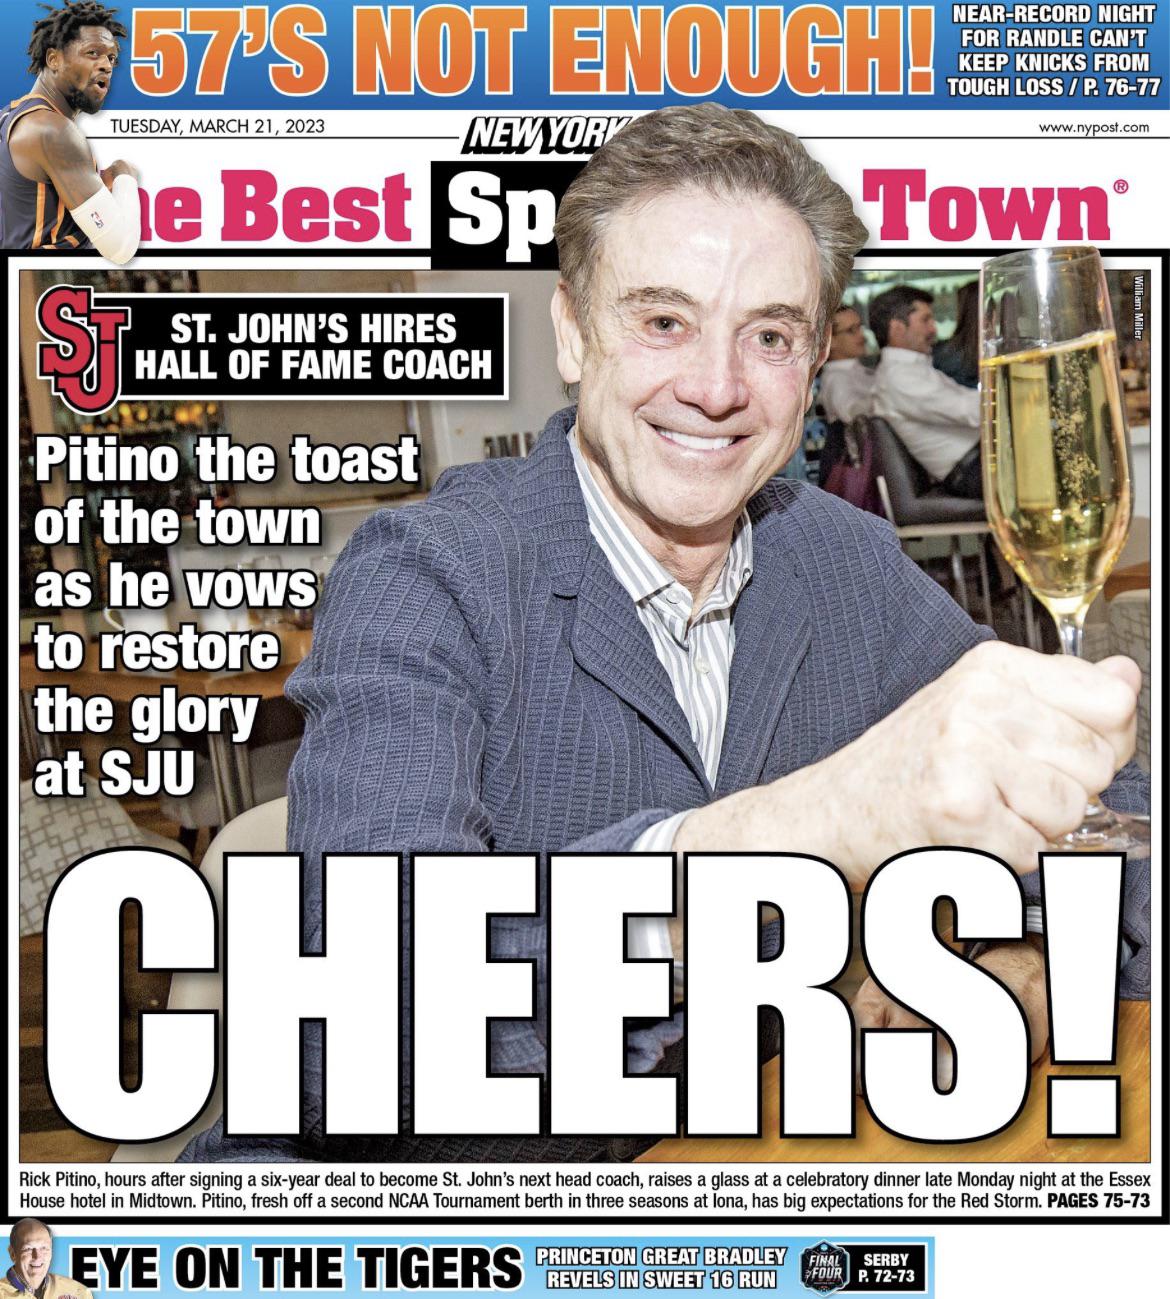 57'S NOT ENOUGH!
NEAR-RECORD NIGHT
FOR RANDLE CAN'T
KEEP KNICKS FROM
TOUGH LOSS / P. 76-77
TUESDAY, MARCH 21, 2023
NEW YORK
www.nypost.com
he Best Sp Town®
William Miller
STJ
ST. JOHN'S HIRES
HALL OF FAME COACH
Pitino the toast
of the town
as he vows
to restore
the glory
at SJU
CHEERS!
Rick Pitino, hours after signing a six-year deal to become St. John's next head coach, raises a glass at a celebratory dinner late Monday night at the Essex
House hotel in Midtown. Pitino, fresh off a second NCAA Tournament berth in three seasons at Iona, has big expectations for the Red Storm. PAGES 75-73
EYE ON THE TIGERS
PRINCETON GREAT BRADLEY
REVELS IN SWEET 16 RUN
FINAL
FOUR
SERBY
P. 72-73